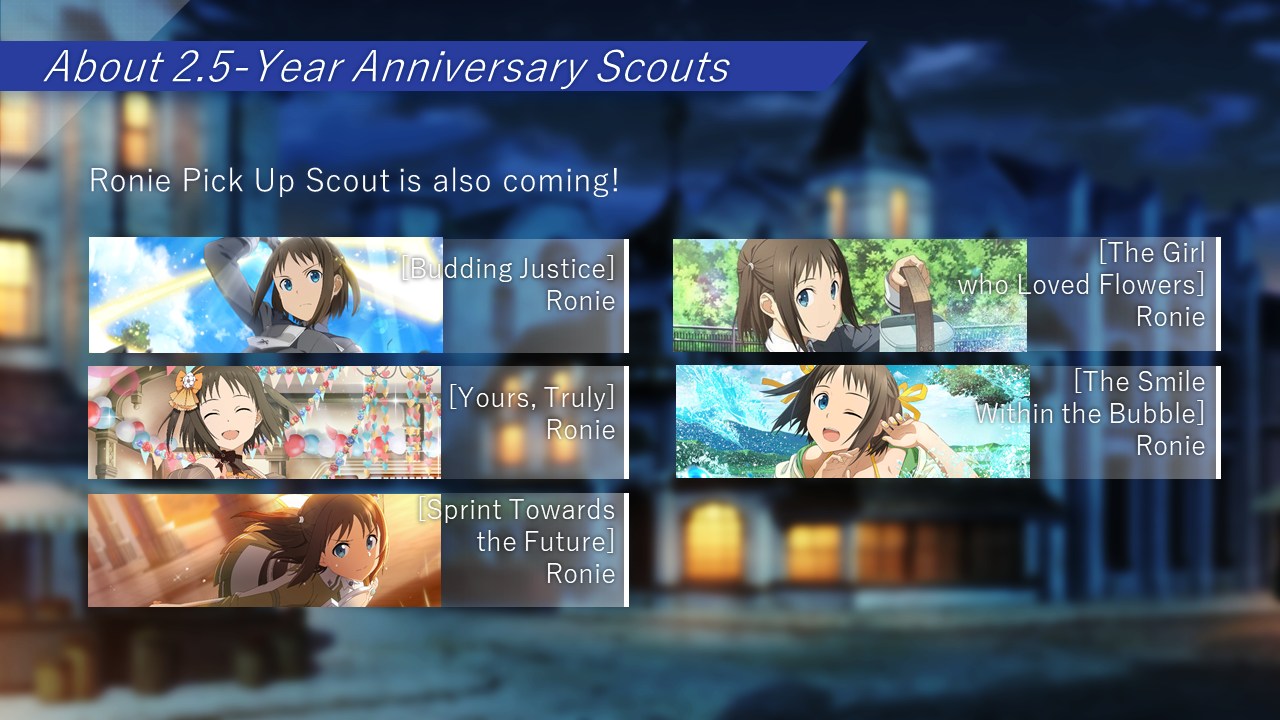 About 2.5-Year Anniversary Scouts
Ronie Pick Up Scout is also coming!
[Budding Justice]
Ronie
[The Girl
who Loved Flowers]
Ronie
[Yours, Truly]
Ronie
[The Smile
Within the Bubble]
Ronie
[Sprint Towards
the Future]
Ronie